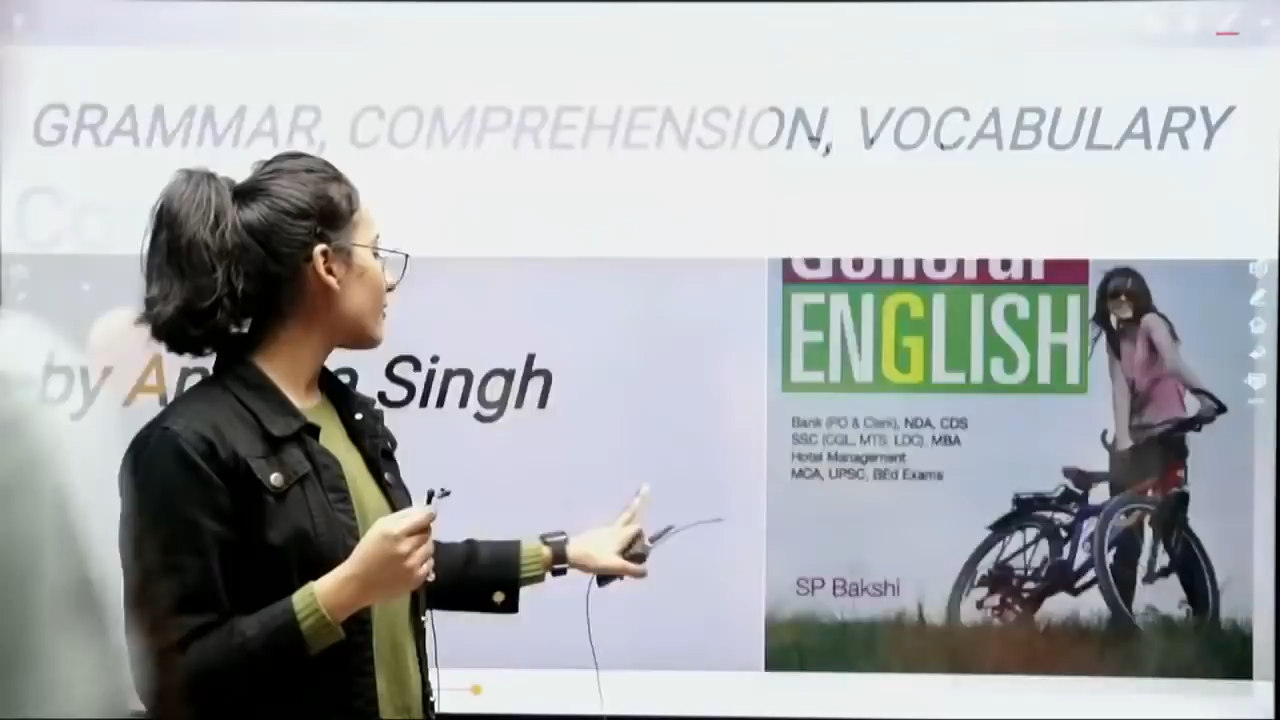 GRAMMAR, COMPREHENSION, VOCABULARY
by Singh
General
ENGLISH
Bank (PO & Clerk), NDA, CDS
SSC (CGL, MTS, LDC), MBA
Hotel Management
MCA, UPSC, BEd Exams
SP Bakshi